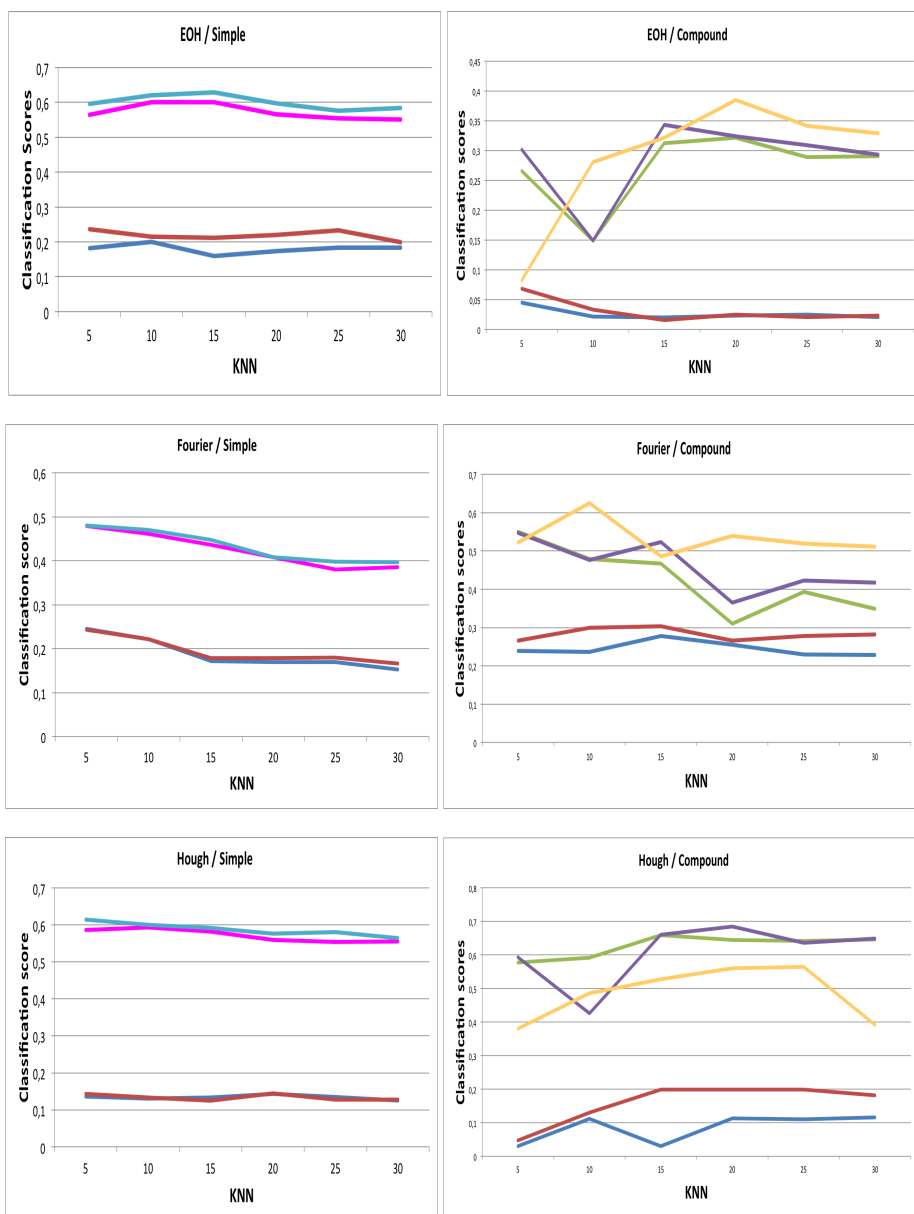 EOH / Simple
Classification Scores
0,7
0,6
0,5
0,4
0,3
0,2
0,1
0
5 10 15 20 25 30
KNN
EOH / Compound
Classification scores
0,45
0,4
0,35
0,3
0,25
0,2
0,15
0,1
0,05
0
5 10 15 20 25 30
KNN
Fourier / Simple
Classification score
0,6
0,5
0,4
0,3
0,2
0,1
0
5 10 15 20 25 30
KNN
Fourier / Compound
Classification scores
0,7
0,6
0,5
0,4
0,3
0,2
0,1
0
5 10 15 20 25 30
KNN
Hough / Simple
Classification scores
0,7
0,6
0,5
0,4
0,3
0,2
0,1
0
5 10 15 20 25 30
KNN
Hough / Compound
Classification scores
0,8
0,7
0,6
0,5
0,4
0,3
0,2
0,1
0
5 10 15 20 25 30
KNN